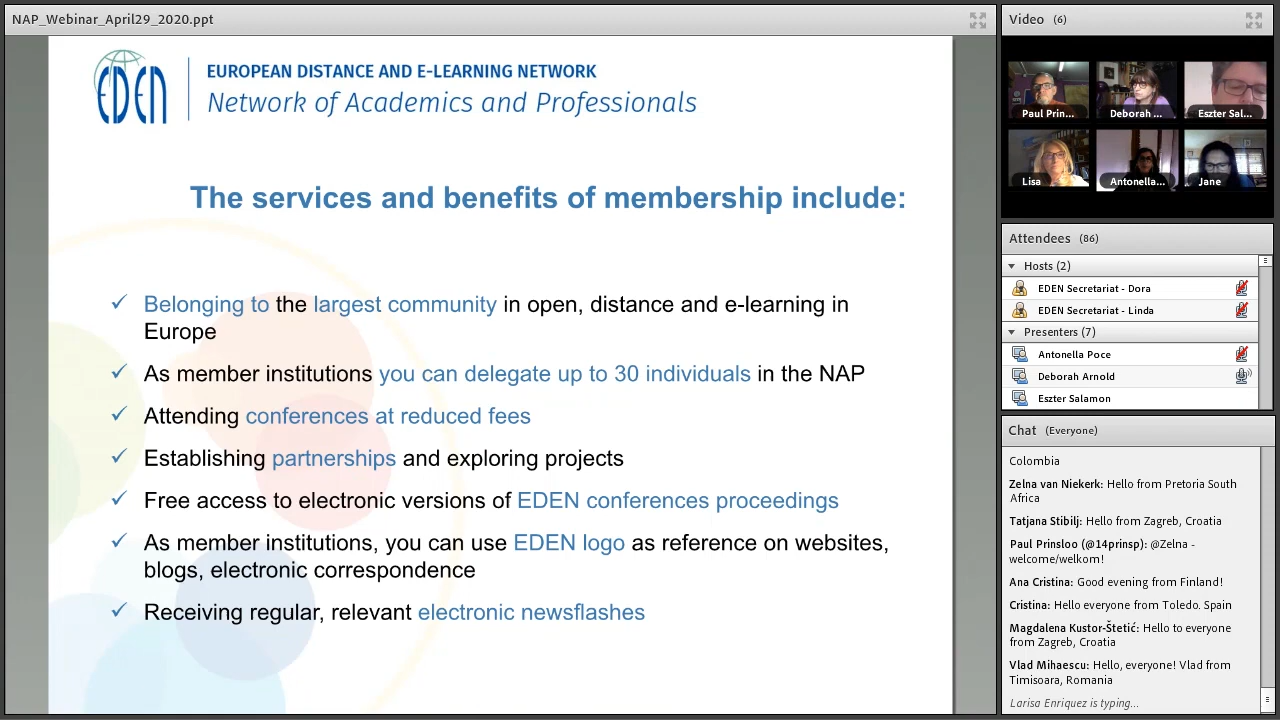 NAP_Webinar_April29_2020.ppt
EDEN
EUROPEAN DISTANCE AND E-LEARNING NETWORK
Network of Academics and Professionals
The services and benefits of membership include:
✓ Belonging to the largest community in open, distance and e-learning in
Europe
✓ As member institutions you can delegate up to 30 individuals in the NAP
✓ Attending conferences at reduced fees
✓ Establishing partnerships and exploring projects
✓ Free access to electronic versions of EDEN conferences proceedings
✓ As member institutions, you can use EDEN logo as reference on websites,
blogs, electronic correspondence
✓ Receiving regular, relevant electronic newsflashes
Video (6)
Paul Prin...
Deborah ...
Eszter Sal...
Lisa
Antonella...
Jane
Attendees (86)
Hosts (2)
EDEN Secretariat - Dora
EDEN Secretariat - Linda
Presenters (7)
Antonella Poce
Deborah Arnold
Eszter Salamon
Chat (Everyone)
Colombia
Zelna van Niekerk: Hello from Pretoria South
Africa
Tatjana Stibilj: Hello from Zagreb, Croatia
Paul Prinsloo (@14prinsp): @Zelna -
welcome/welkom!
Ana Cristina: Good evening from Finland!
Cristina: Hello everyone from Toledo. Spain
Magdalena Kustor-Štetić: Hello to everyone
from Zagreb, Croatia
Vlad Mihaescu: Hello, everyone! Vlad from
Timisoara, Romania
Larisa Enriquez is typing...